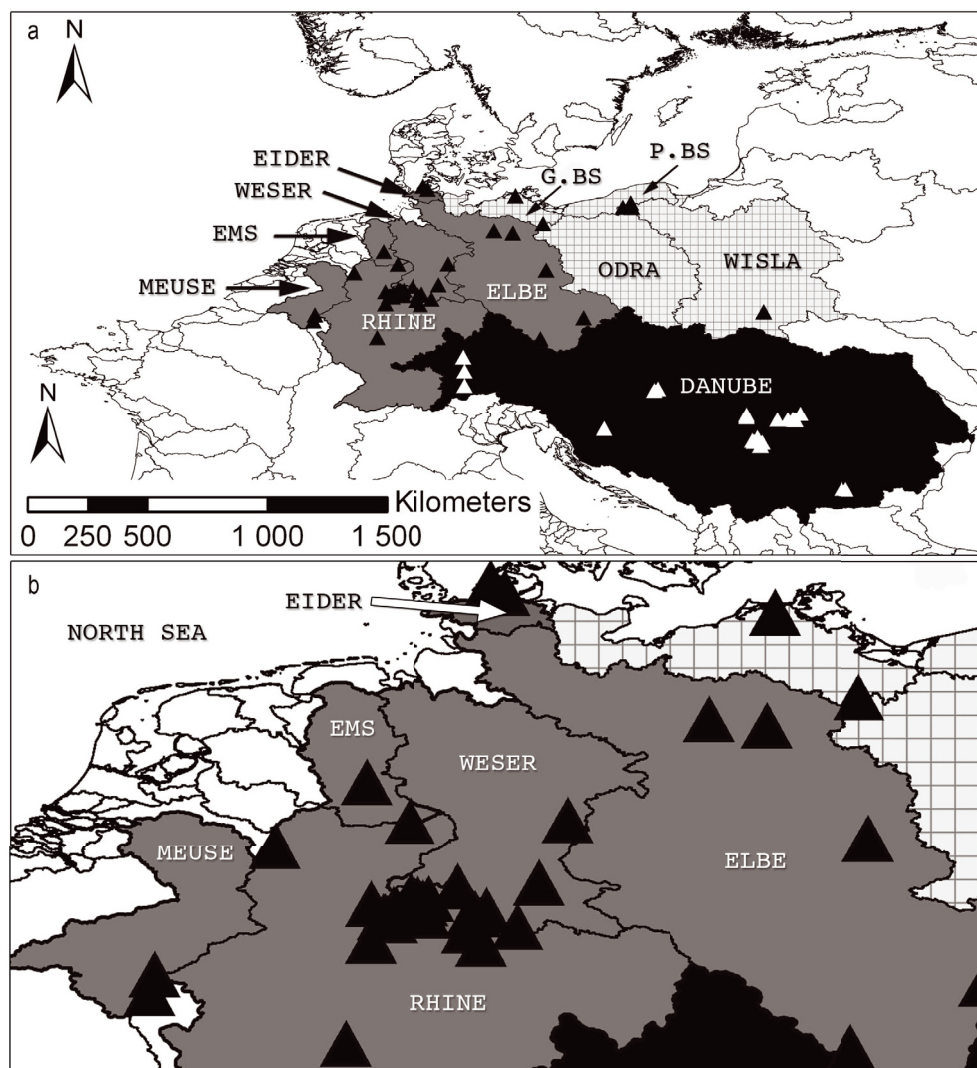 a
N
EIDER
WESER
EMS
MEUSE
G.BS
P.BS
ODRA
WISLA
ELBE
RHINE
DANUBE
N
Kilometers
0 250 500 1 000 1 500
b
EIDER
NORTH SEA
EMS
WESER
MEUSE
ELBE
RHINE